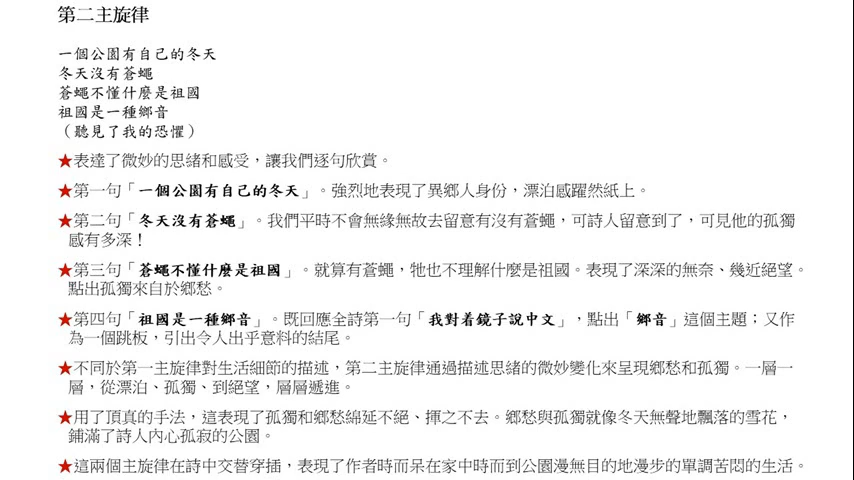 第二主旋律
一個公園有自己的冬天
冬天沒有蒼蠅
蒼蠅不懂什麼是祖國
祖國是一種鄉音
（聽見了我的恐懼）
★表達了微妙的思緒和感受，讓我們逐句欣賞。
★第一句「一個公園有自己的冬天」。強烈地表現了異鄉人身份，漂泊感躍然紙上。
★第二句「冬天沒有蒼蠅」。我們平時不會無緣無故去留意有沒有蒼蠅，可詩人留意到了，可見他的孤獨
感有多深！
★第三句「蒼蠅不懂什麼是祖國」。就算有蒼蠅，牠也不理解什麼是祖國。表現了深深的無奈、幾近絕望。
點出孤獨來自於鄉愁。
★第四句「祖國是一種鄉音」。既回應全詩第一句「我對着鏡子說中文」，點出「鄉音」這個主題；又作
為一個跳板，引出令人出乎意料的結尾。
★不同於第一主旋律對生活細節的描述，第二主旋律通過描述思緒的微妙變化來呈現鄉愁和孤獨。一層一
層，從漂泊、孤獨、到絕望，層層遞進。
★用了頂真的手法，這表現了孤獨和鄉愁綿延不絕、揮之不去。鄉愁與孤獨就像冬天無聲地飄落的雪花，
鋪滿了詩人內心孤寂的公園。
★這兩個主旋律在詩中交替穿插，表現了作者時而呆在家中時而到公園漫無目的地漫步的單調苦悶的生活。